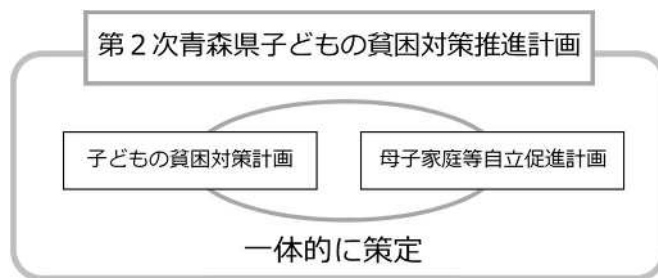 第２次青森県子どもの貧困対策推進計画
子どもの貧困対策計画
母子家庭等自立促進計画
一体的に策定